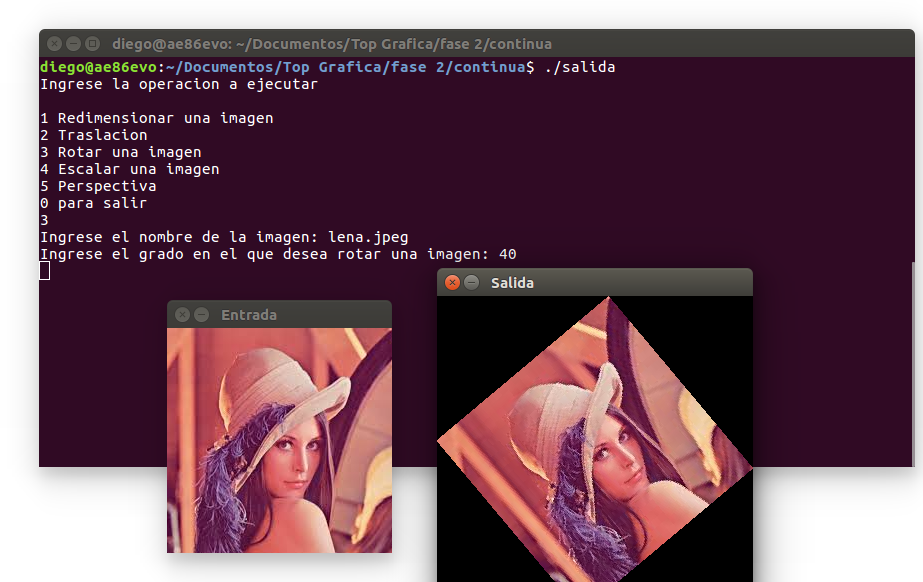 diego@ae86evo: ~/Documentos/Top Grafica/fase 2/continua
diego@ae86evo:~/Documentos/Top Grafica/fase 2/continua$ ./salida
Ingrese la operacion a ejecutar
1 Redimensionar una imagen
2 Traslacion
3 Rotar una imagen
4 Escalar una imagen
5 Perspectiva
0 para salir
3
Ingrese el nombre de la imagen: lena.jpeg
Ingrese el grado en el que desea rotar una imagen: 40
Salida
Entrada